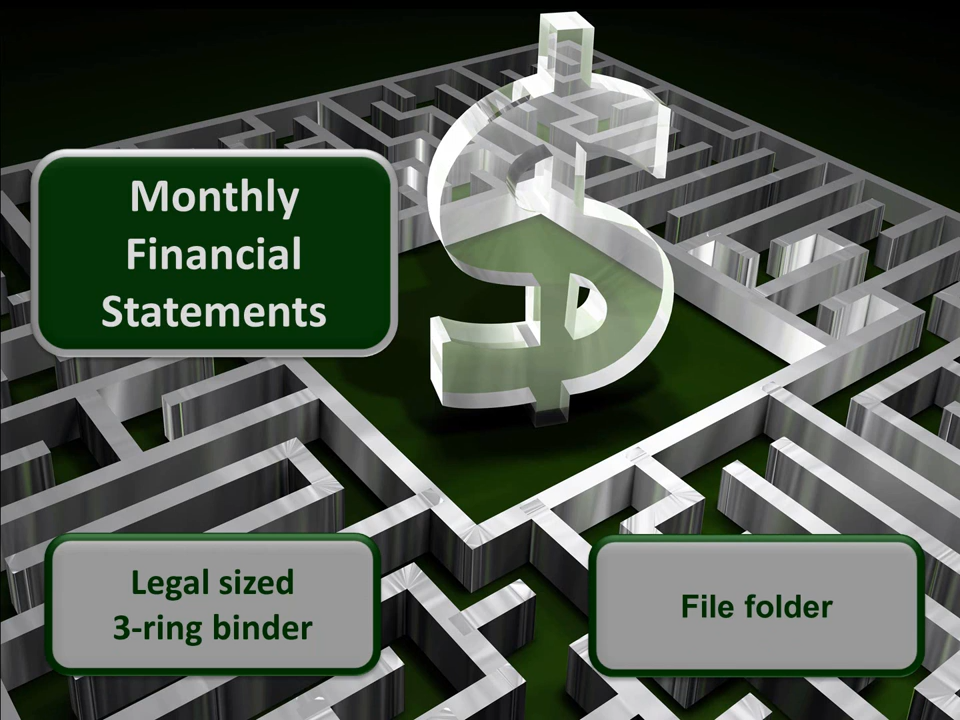 Monthly
Financial
Statements
Legal sized
3-ring binder
File folder